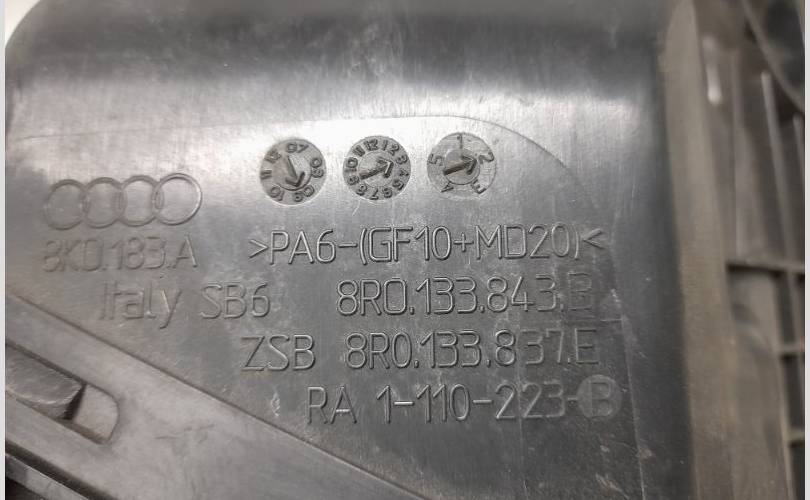 8K0.183.A
>PA6-(GF10+MD20)<
Italy SB6 8R0.133.843.B
ZSB 8R0.133.837.E
RA 1-110-223-B